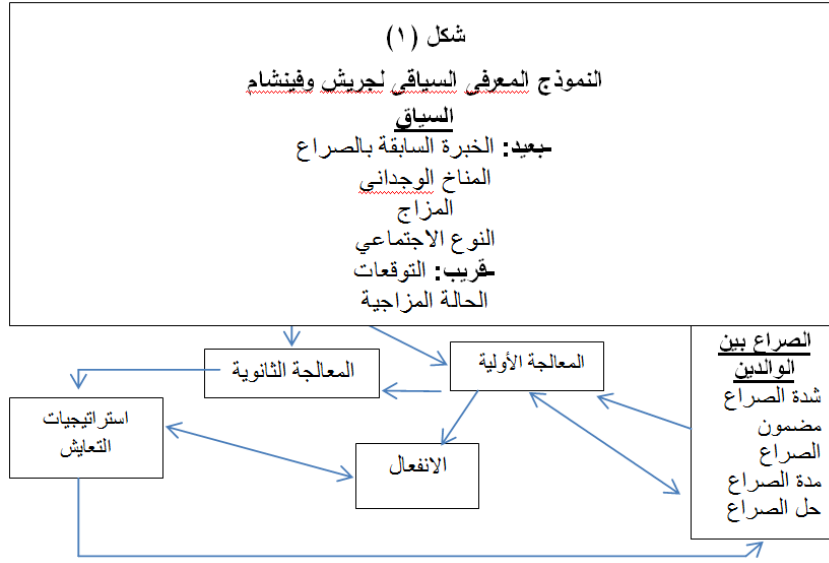 شكل (١)
النموذج المعرفي السياقي لجريش وفينشام
السياق
-بعيد: الخبرة السابقة بالصراع
المناخ الوجداني
المزاج
النوع الاجتماعي
-قريب: التوقعات
الحالة المزاجية
الصراع بين
الوالدين
شدة الصراع
مضمون
الصراع
مدة الصراع
حل الصراع
المعالجة الأولية
المعالجة الثانوية
استراتيجيات
التعايش
الانفعال